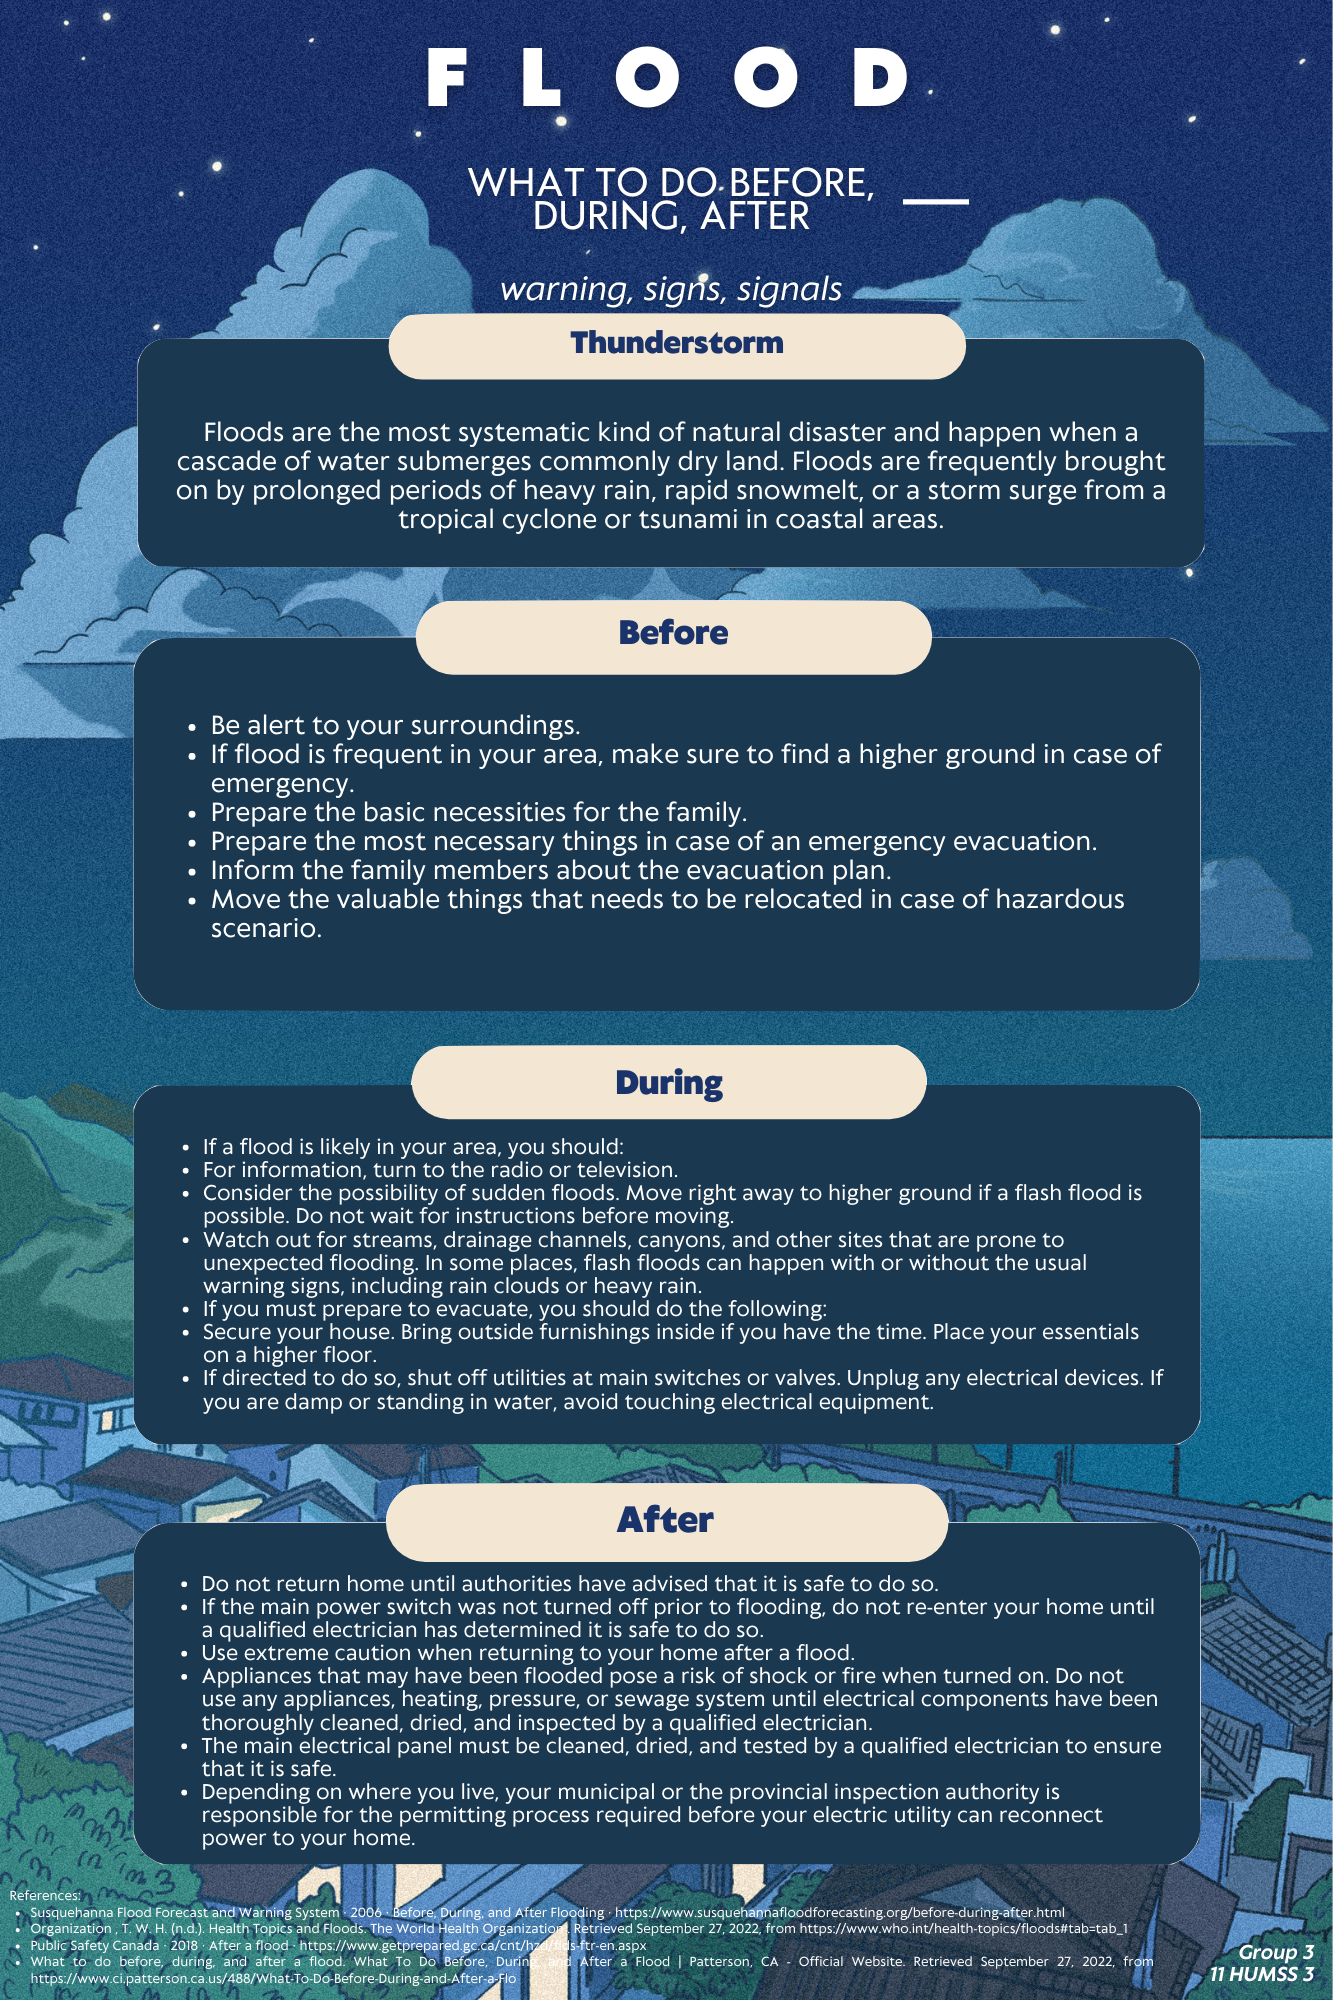 FLOOD
WHAT TO DO BEFORE,
DURING, AFTER
warning, signs, signals
Thunderstorm
Floods are the most systematic kind of natural disaster and happen when a
cascade of water submerges commonly dry land. Floods are frequently brought
on by prolonged periods of heavy rain, rapid snowmelt, or a storm surge from a
tropical cyclone or tsunami in coastal areas.
Before
• Be alert to your surroundings.
• If flood is frequent in your area, make sure to find a higher ground in case of
emergency.
• Prepare the basic necessities for the family.
• Prepare the most necessary things in case of an emergency evacuation.
• Inform the family members about the evacuation plan.
• Move the valuable things that needs to be relocated in case of hazardous
scenario.
During
• If a flood is likely in your area, you should:
• For information, turn to the radio or television.
• Consider the possibility of sudden floods. Move right away to higher ground if a flash flood is
possible. Do not wait for instructions before moving.
• Watch out for streams, drainage channels, canyons, and other sites that are prone to
unexpected flooding. In some places, flash floods can happen with or without the usual
warning signs, including rain clouds or heavy rain.
• If you must prepare to evacuate, you should do the following:
• Secure your house. Bring outside furnishings inside if you have the time. Place your essentials
on a higher floor.
• If directed to do so, shut off utilities at main switches or valves. Unplug any electrical devices. If
you are damp or standing in water, avoid touching electrical equipment.
After
• Do not return home until authorities have advised that it is safe to do so.
• If the main power switch was not turned off prior to flooding, do not re-enter your home until
a qualified electrician has determined it is safe to do so.
• Use extreme caution when returning to your home after a flood.
• Appliances that may have been flooded pose a risk of shock or fire when turned on. Do not
use any appliances, heating, pressure, or sewage system until electrical components have been
thoroughly cleaned, dried, and inspected by a qualified electrician.
• The main electrical panel must be cleaned, dried, and tested by a qualified electrician to ensure
that it is safe.
• Depending on where you live, your municipal or the provincial inspection authority is
responsible for the permitting process required before your electric utility can reconnect
power to your home.
References:
• Susquehanna Flood Forecast and Warning System · 2006 · Before, During, and After Flooding · https://www.susquehannafloodforecasting.org/before-during-after.html
• Organization , T. W. H. (n.d.). Health Topics and Floods. The World Health Organization. Retrieved September 27, 2022, from https://www.who.int/health-topics/floods#tab=tab_1
• Public Safety Canada · 2018 · After a flood · https://www.getprepared.gc.ca/cnt/hzd/flds-ftr-en.aspx
• What to do before, during, and after a flood. What To Do Before, During, and After a Flood | Patterson, CA - Official Website. Retrieved September 27, 2022, from
https://www.ci.patterson.ca.us/488/What-To-Do-Before-During-and-After-a-Flo
Group 3
11 HUMSS 3